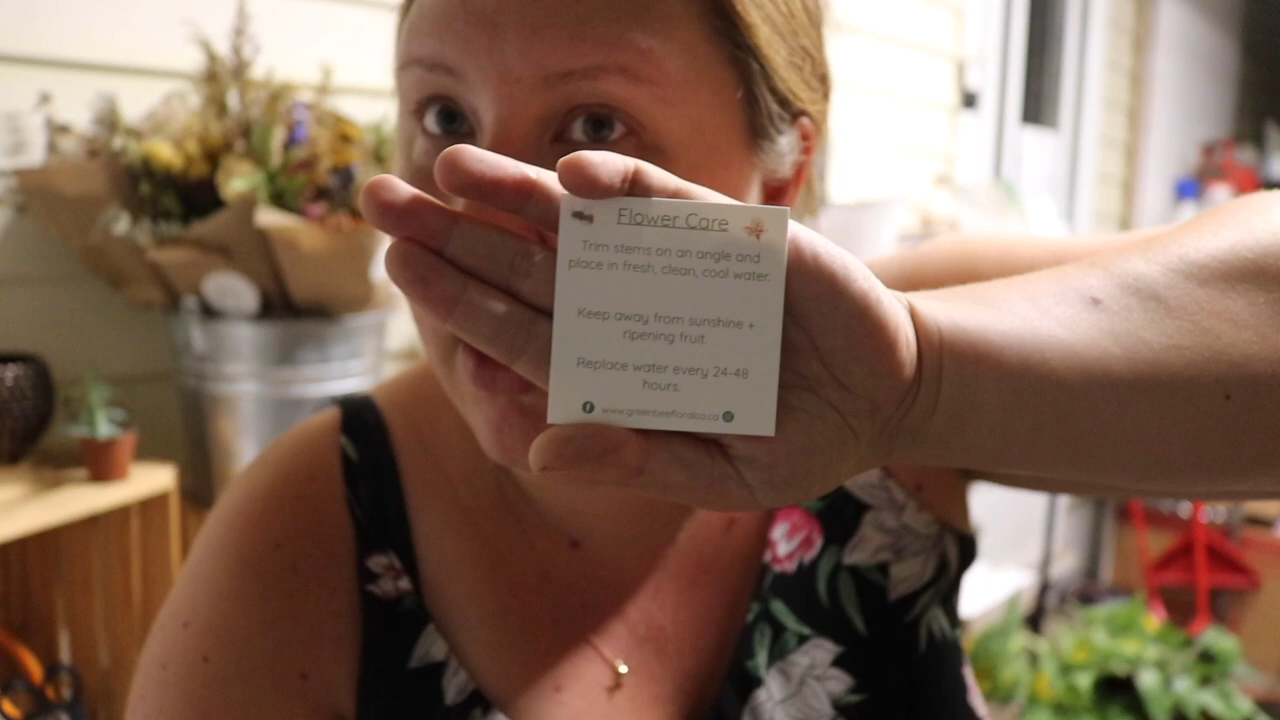 Flower Care
Trim stems on an angle and
place in fresh, clean, cool water.
Keep away from sunshine +
ripening fruit.
Replace water every 24-48
hours.
www.greenbeefloralco.ca